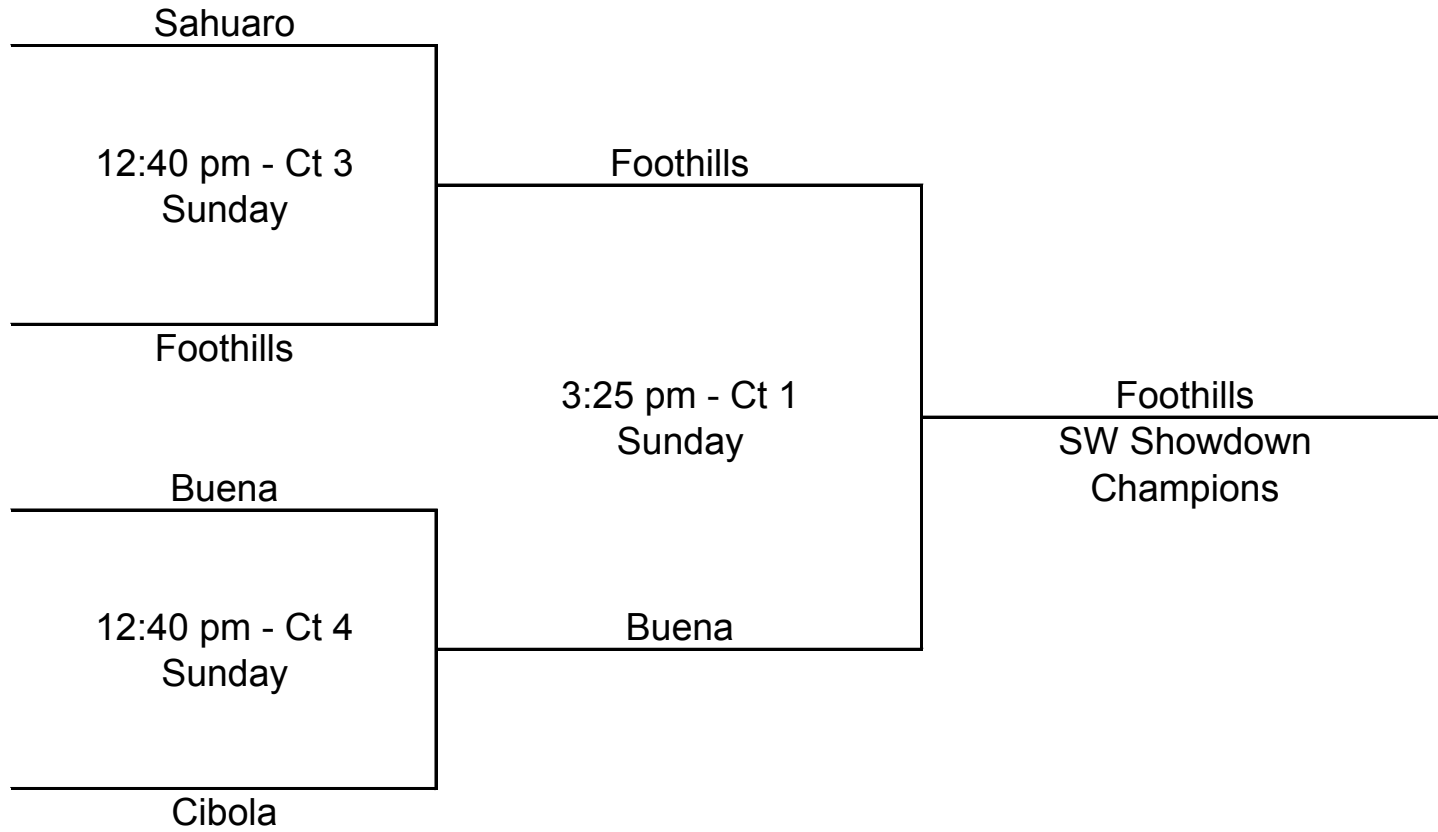 Sahuaro
12:40 pm - Ct 3
Sunday
Foothills
Foothills
3:25 pm - Ct 1
Sunday
Foothills
SW Showdown
Champions
Buena
12:40 pm - Ct 4
Sunday
Buena
Cibola